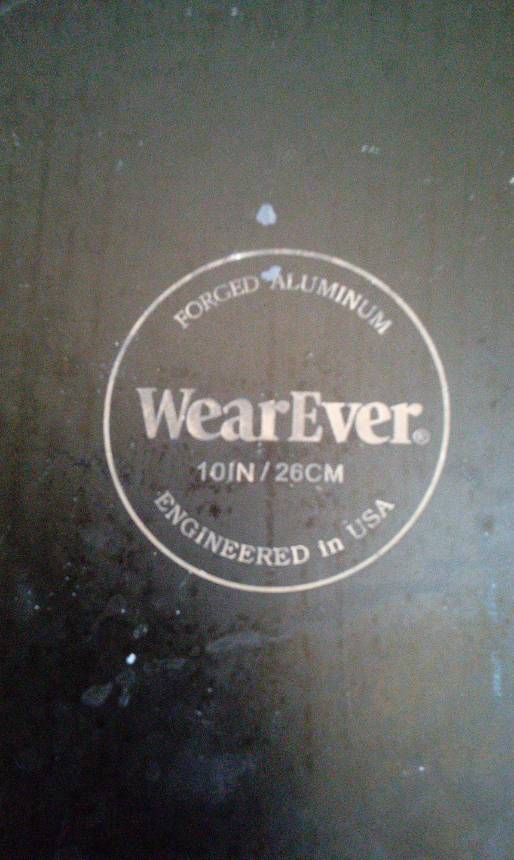 FORGED ALUMINUM
WearEver®
10IN / 26CM
ENGINEERED in USA